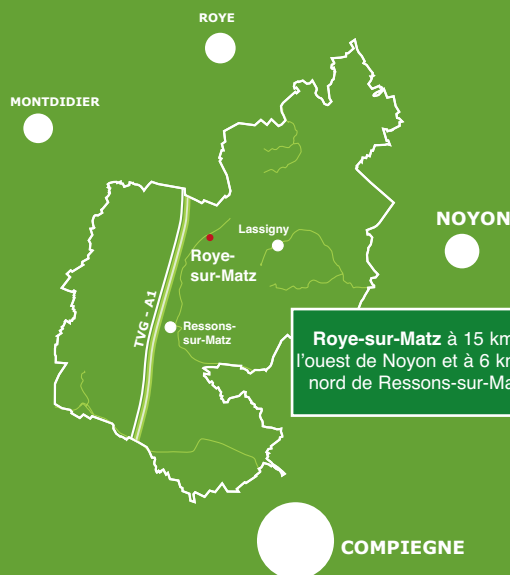 ROYE
MONTDIDIER
NOYON
Lassigny
Roye-
sur-Matz
TVG - A1
Ressons-
sur-Matz
Roye-sur-Matz à 15 km
l'ouest de Noyon et à 6 km
nord de Ressons-sur-Ma
COMPIEGNE